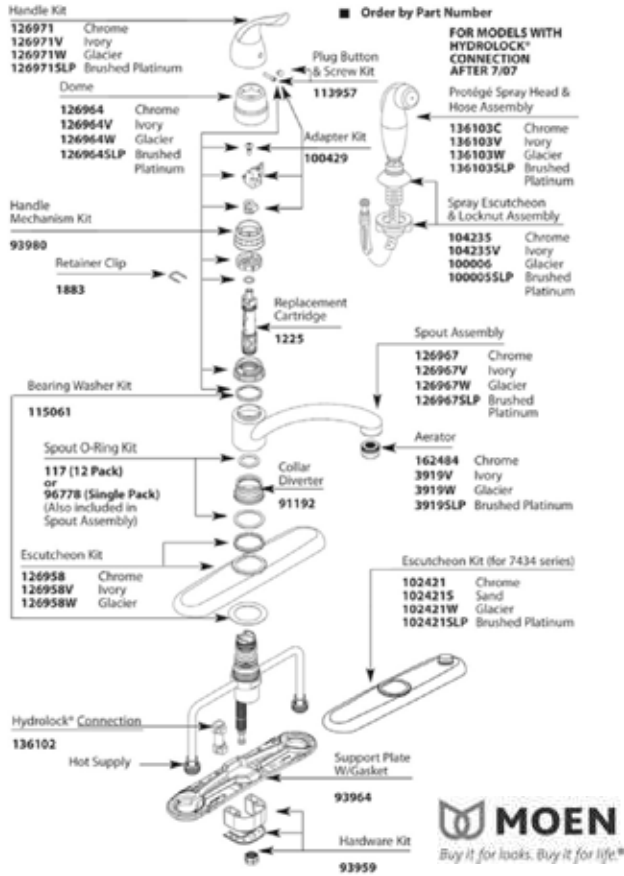 Handle Kit
126971 Chrome
126971V Ivory
126971W Glacier
126971SLP Brushed Platinum
■ Order by Part Number
FOR MODELS WITH
HYDROLOCK®
CONNECTION
AFTER 7/07
Plug Button
& Screw Kit
113957
Dome
126964 Chrome
126964V Ivory
126964W Glacier
126964SLP Brushed
Platinum
Protégé Spray Head &
Hose Assembly
136103C Chrome
136103V Ivory
136103W Glacier
136103SLP Brushed
Platinum
Adapter Kit
100429
Handle
Mechanism Kit
93980
Spray Escutcheon
& Locknut Assembly
104235 Chrome
104235V Ivory
100006 Glacier
100005SLP Brushed
Platinum
Retainer Clip
1883
Replacement
Cartridge
1225
Spout Assembly
126967 Chrome
126967V Ivory
126967W Glacier
126967SLP Brushed
Platinum
Bearing Washer Kit
115061
Aerator
162484 Chrome
3919V Ivory
3919W Glacier
3919SLP Brushed Platinum
Spout O-Ring Kit
117 (12 Pack)
or
96778 (Single Pack)
(Also included in
Spout Assembly)
Collar
Diverter
91192
Escutcheon Kit
126958 Chrome
126958V Ivory
126958W Glacier
Escutcheon Kit (for 7434 series)
102421 Chrome
102421S Sand
102421W Glacier
102421SLP Brushed Platinum
Hydrolock® Connection
136102
Hot Supply
Support Plate
W/Gasket
93964
Hardware Kit
93959
MOEN
Buy it for looks. Buy it for life.®